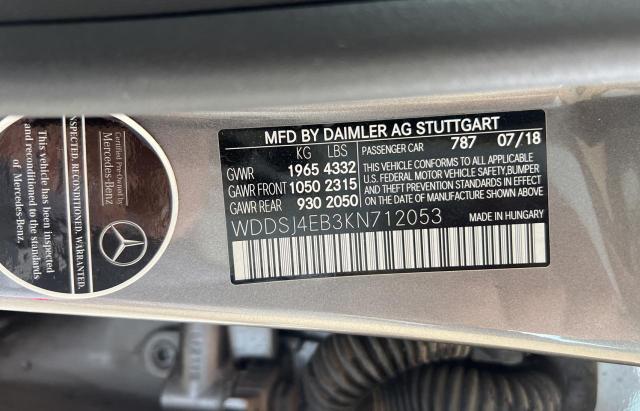 MFD BY DAIMLER AG STUTTGART
KG LBS
PASSENGER CAR 787 07/18
GVWR 1965 4332
GAWR FRONT 1050 2315
GAWR REAR 930 2050
THIS VEHICLE CONFORMS TO ALL APPLICABLE
U.S. FEDERAL MOTOR VEHICLE SAFETY, BUMPER
AND THEFT PREVENTION STANDARDS IN EFFECT
ON THE DATE OF MANUFACTURE SHOWN ABOVE
WDDSJ4EB3KN712053
MADE IN HUNGARY
Certified Pre-Owned by
Mercedes-Benz
INSPECTED. RECONDITIONED. WARRANTED.
This vehicle has been inspected
and reconditioned to the
of Mercedes-Benz.